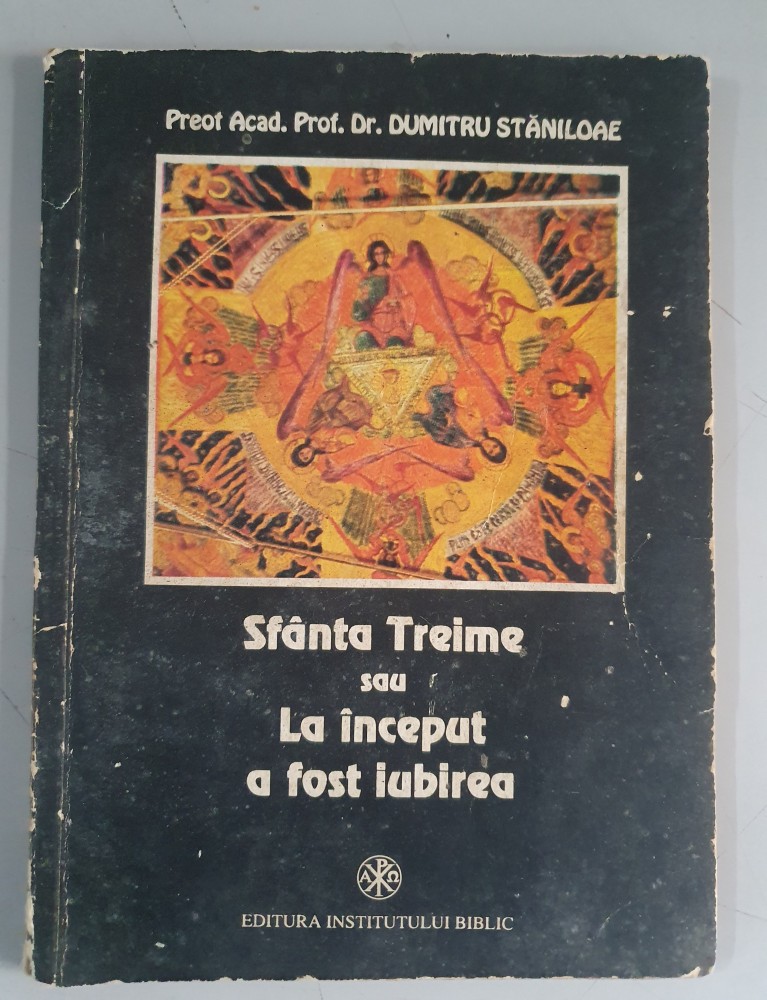 Preot Acad. Prof. Dr. DUMITRU STĂNILOAE
Sfânta Treime
sau
La început
a fost iubirea
A P Ω
EDITURA INSTITUTULUI BIBLIC